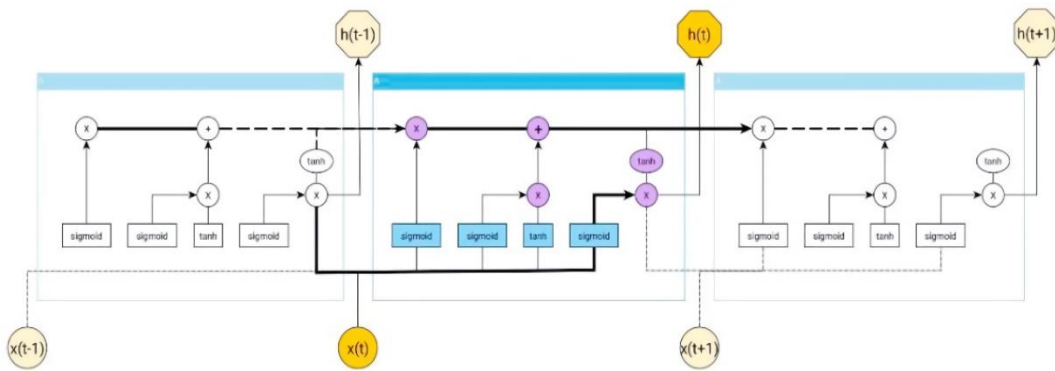 h(t-1) h(t) h(t+1)
x + x + x +
tanh tanh tanh
x x x x x x
sigmoid sigmoid tanh sigmoid sigmoid sigmoid tanh sigmoid sigmoid sigmoid tanh sigmoid
x(t-1) x(t) x(t+1)